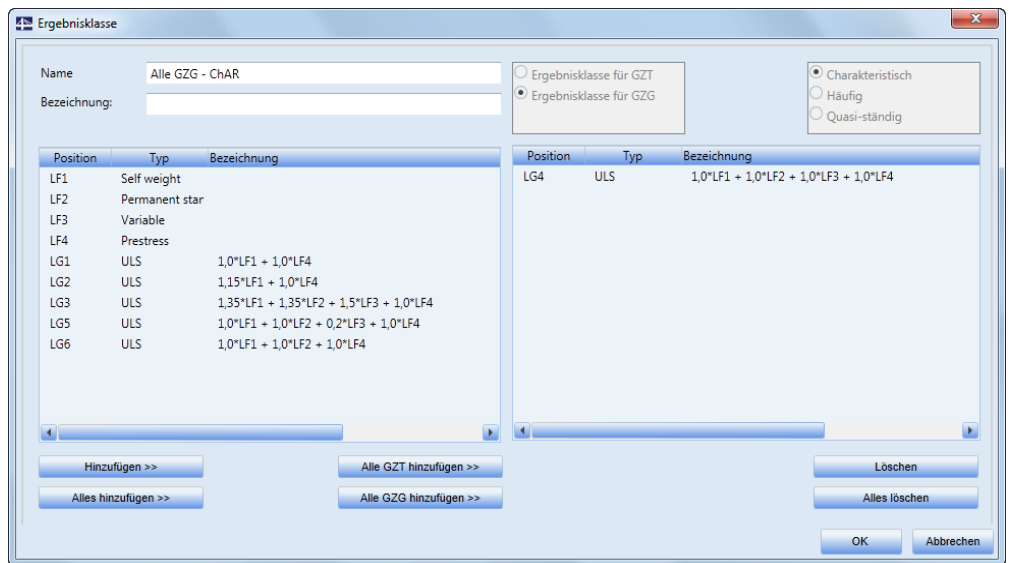 Ergebnisklasse
Name
Alle GZG - ChAR
Bezeichnung:
Ergebnisklasse für GZT
Ergebnisklasse für GZG
Charakteristisch
Häufig
Quasi-ständig
Position Typ Bezeichnung
LF1 Self weight
LF2 Permanent star
LF3 Variable
LF4 Prestress
LG1 ULS 1,0*LF1 + 1,0*LF4
LG2 ULS 1,15*LF1 + 1,0*LF4
LG3 ULS 1,35*LF1 + 1,35*LF2 + 1,5*LF3 + 1,0*LF4
LG5 ULS 1,0*LF1 + 1,0*LF2 + 0,2*LF3 + 1,0*LF4
LG6 ULS 1,0*LF1 + 1,0*LF2 + 1,0*LF4
Position Typ Bezeichnung
LG4 ULS 1,0*LF1 + 1,0*LF2 + 1,0*LF3 + 1,0*LF4
Hinzufügen >>
Alle GZT hinzufügen >>
Alles hinzufügen >>
Alle GZG hinzufügen >>
Löschen
Alles löschen
OK
Abbrechen